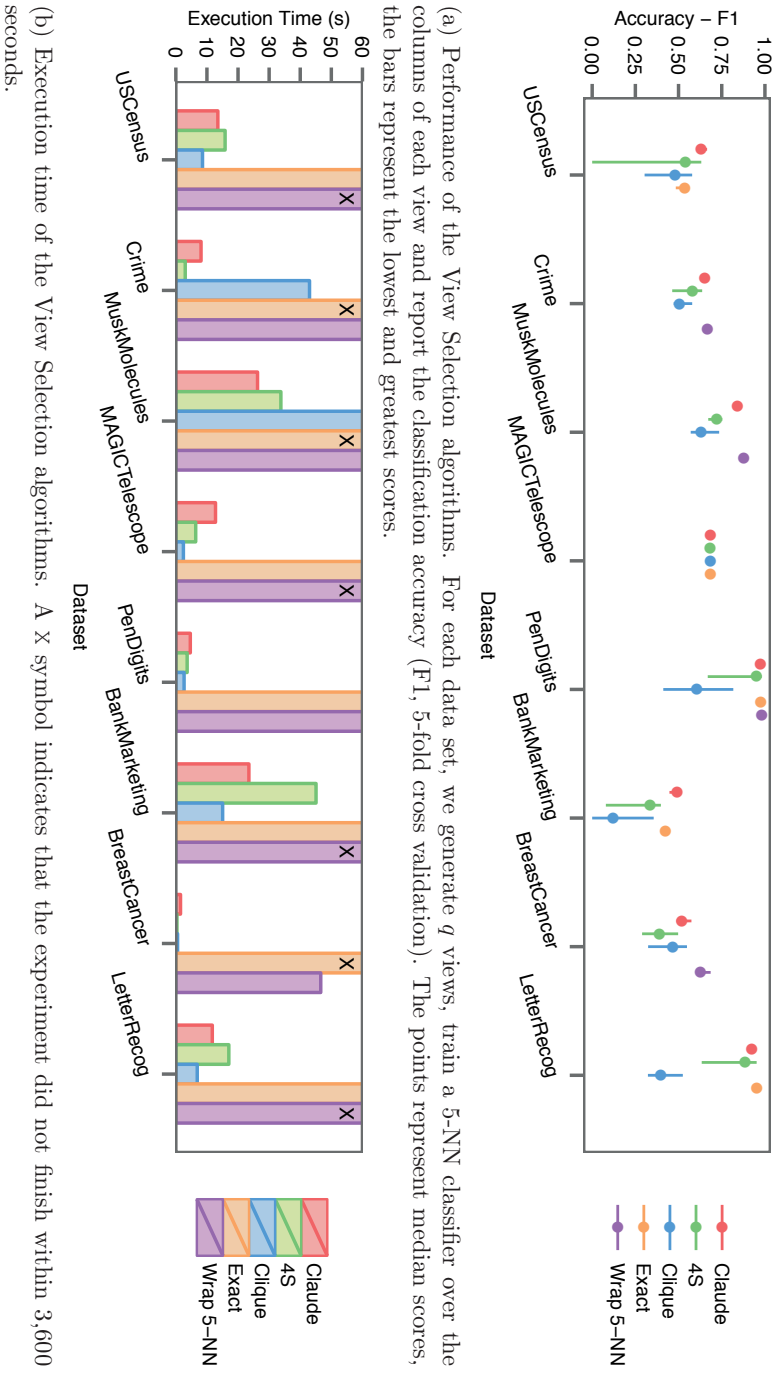 Accuracy – F1
0.00
0.25
0.50
0.75
1.00
USCensus
Crime
MuskMolecules
MAGICTelescope
PenDigits
BankMarketing
BreastCancer
LetterRecog
Dataset
Claude
4S
Clique
Exact
Wrap 5–NN
(a) Performance of the View Selection algorithms. For each data set, we generate q views, train a 5-NN classifier over the
columns of each view and report the classification accuracy (F1, 5-fold cross validation). The points represent median scores,
the bars represent the lowest and greatest scores.
Execution Time (s)
0
10
20
30
40
50
60
X
X
X
X
X
X
X
USCensus
Crime
MuskMolecules
MAGICTelescope
PenDigits
BankMarketing
BreastCancer
LetterRecog
Dataset
Claude
4S
Clique
Exact
Wrap 5–NN
(b) Execution time of the View Selection algorithms. A X symbol indicates that the experiment did not finish within 3,600
seconds.